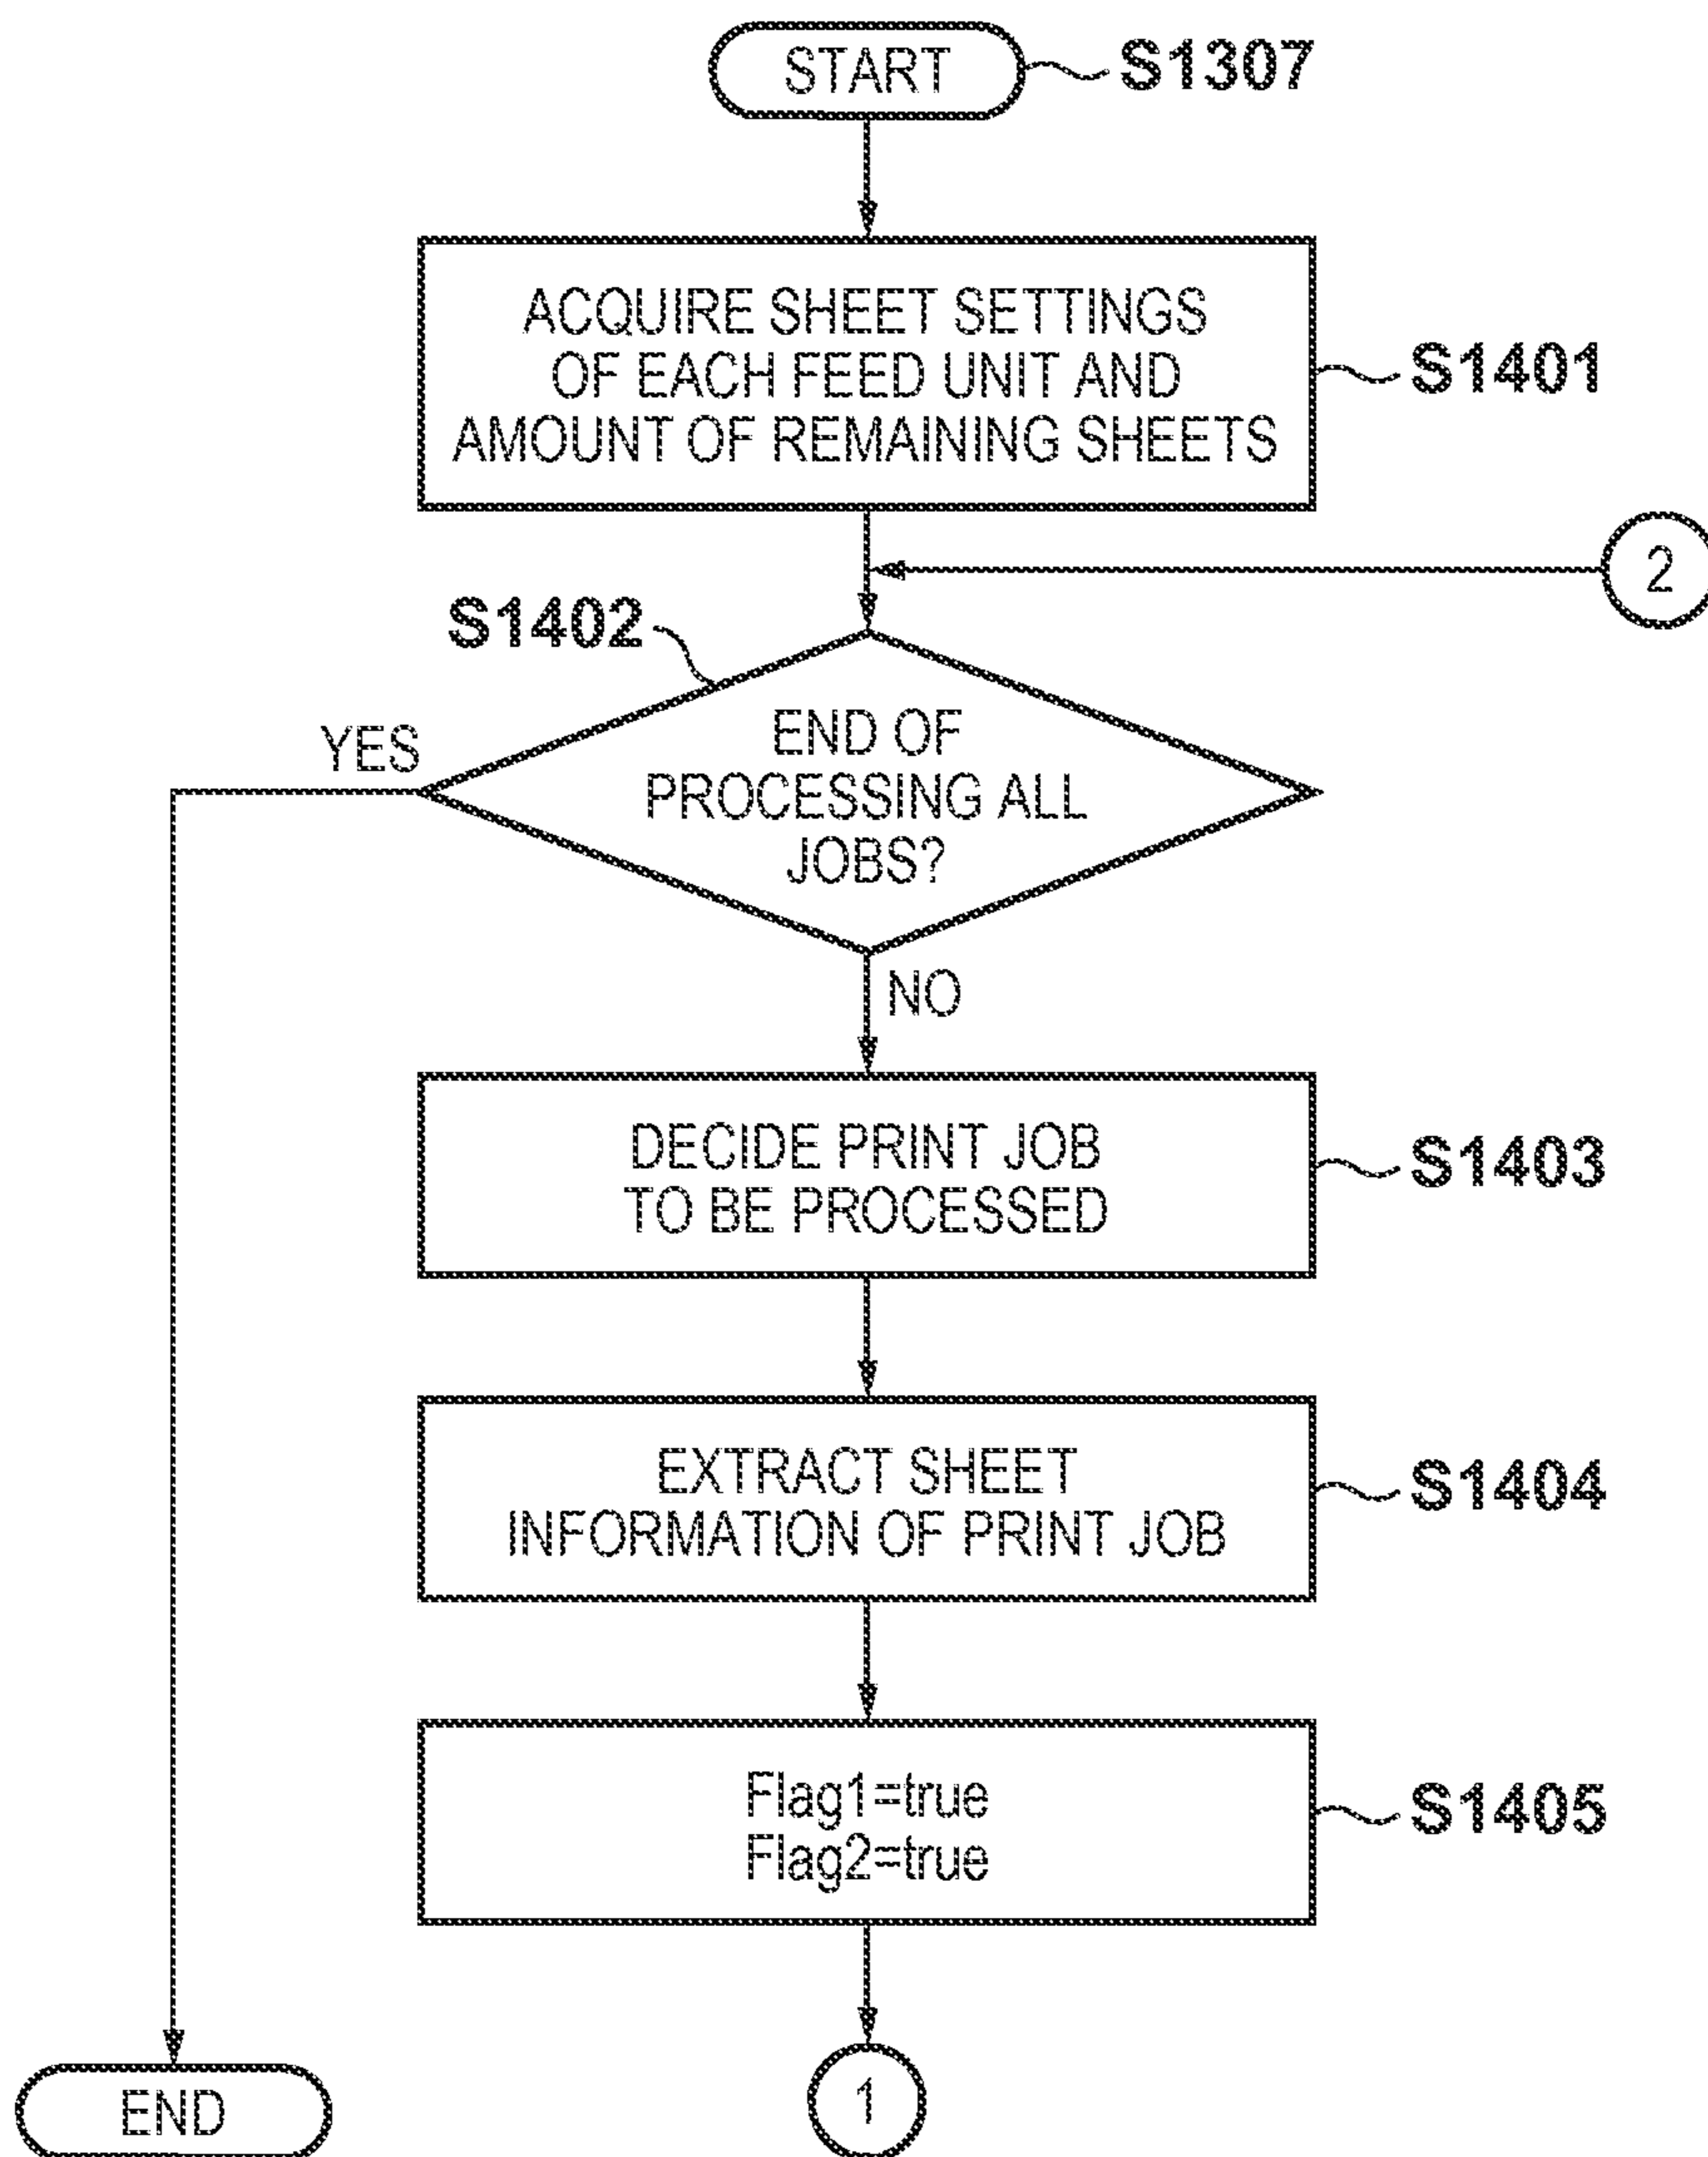 START
S1307
ACQUIRE SHEET SETTINGS
OF EACH FEED UNIT AND
AMOUNT OF REMAINING SHEETS
S1401
2
S1402
YES
END OF
PROCESSING ALL
JOBS?
NO
DECIDE PRINT JOB
TO BE PROCESSED
S1403
EXTRACT SHEET
INFORMATION OF PRINT JOB
S1404
Flag1=true
Flag2=true
S1405
END
1